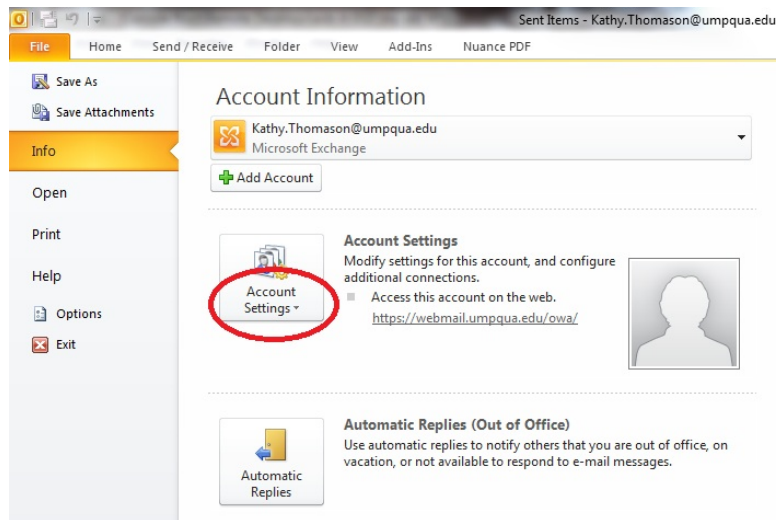 Sent Items - Kathy.Thomason@umpqua.edu
File Home Send / Receive Folder View Add-Ins Nuance PDF
Save As
Save Attachments
Info
Open
Print
Help
Options
Exit
Account Information
Kathy.Thomason@umpqua.edu
Microsoft Exchange
Add Account
Account
Settings
Account Settings
Modify settings for this account, and configure
additional connections.
Access this account on the web.
https://webmail.umpqua.edu/owa/
Automatic
Replies
Automatic Replies (Out of Office)
Use automatic replies to notify others that you are out of office, on
vacation, or not available to respond to e-mail messages.